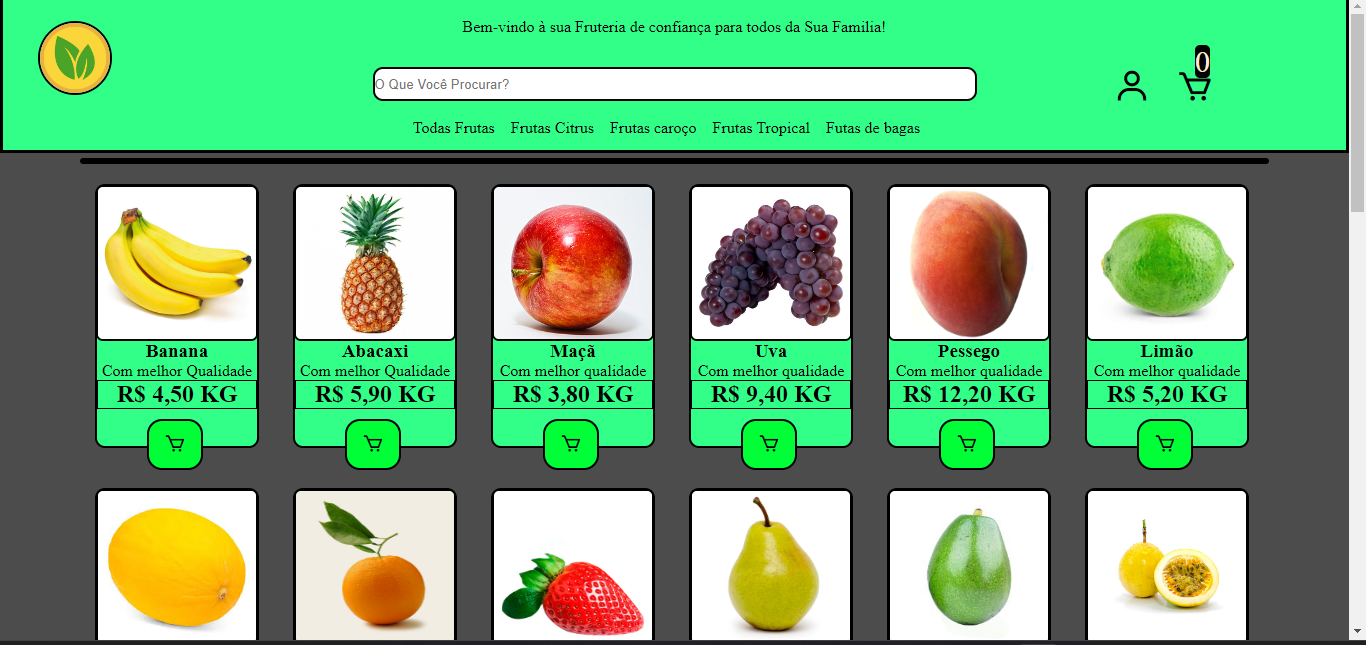 Bem-vindo à sua Fruteria de confiança para todos da Sua Familia!
0
O Que Você Procurar?
Todas Frutas Frutas Citrus Frutas caroço Frutas Tropical Futas de bagas
Banana Abacaxi Maçã Uva Pessego Limão
Com melhor Qualidade Com melhor Qualidade Com melhor qualidade Com melhor qualidade Com melhor qualidade Com melhor qualidade
R$ 4,50 KG R$ 5,90 KG R$ 3,80 KG R$ 9,40 KG R$ 12,20 KG R$ 5,20 KG